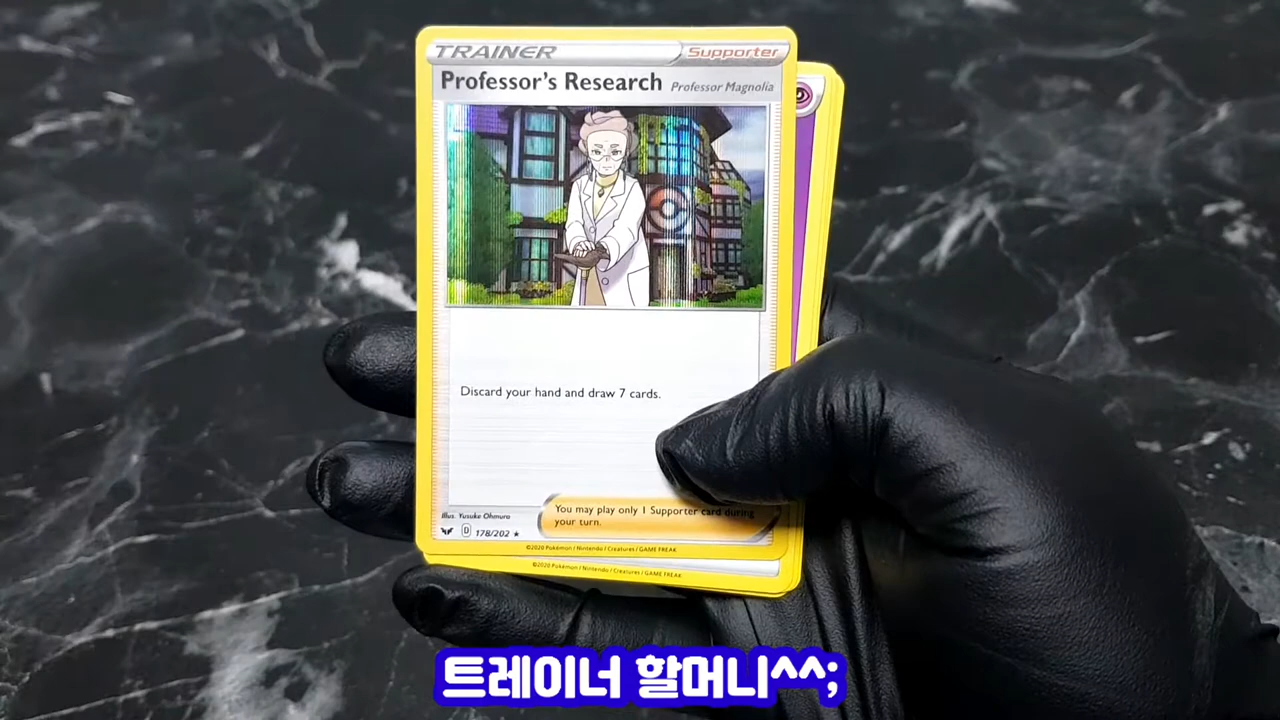 TRAINER
Supporter
Professor's Research
Professor Magnolia
Discard your hand and draw 7 cards.
Illus. Yusuke Ohmura
You may play only 1 Supporter card during
your turn.
D 178/202 ★
©2020 Pokémon / Nintendo / Creatures / GAME FREAK
©2020 Pokémon / Nintendo / Creatures / GAME FREAK
트레이너 할머니^^;